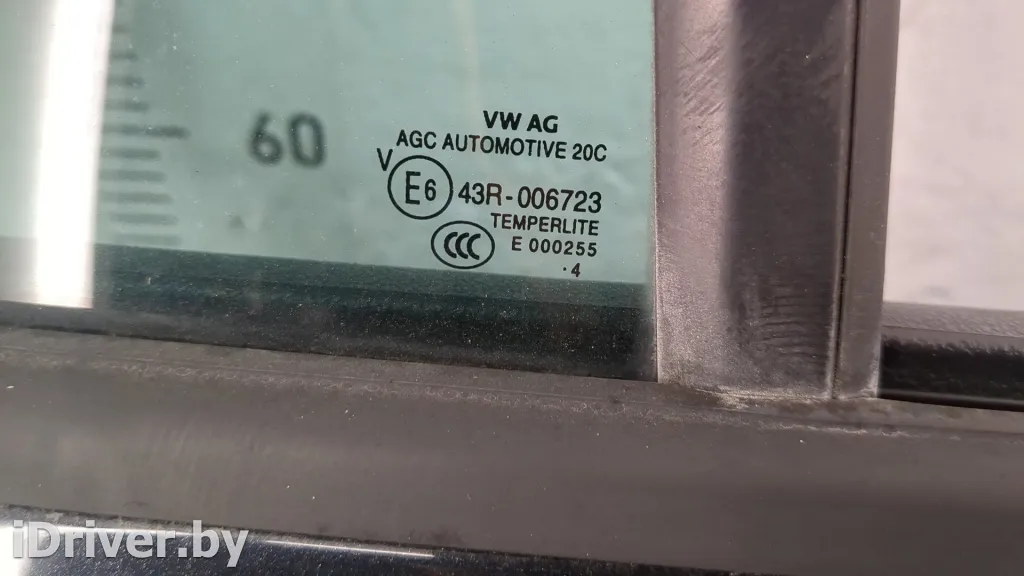 60
VW AG
AGC AUTOMOTIVE 20C
V
E6 43R-006723
TEMPERLITE
CCC E 000255
·4
iDriver.by